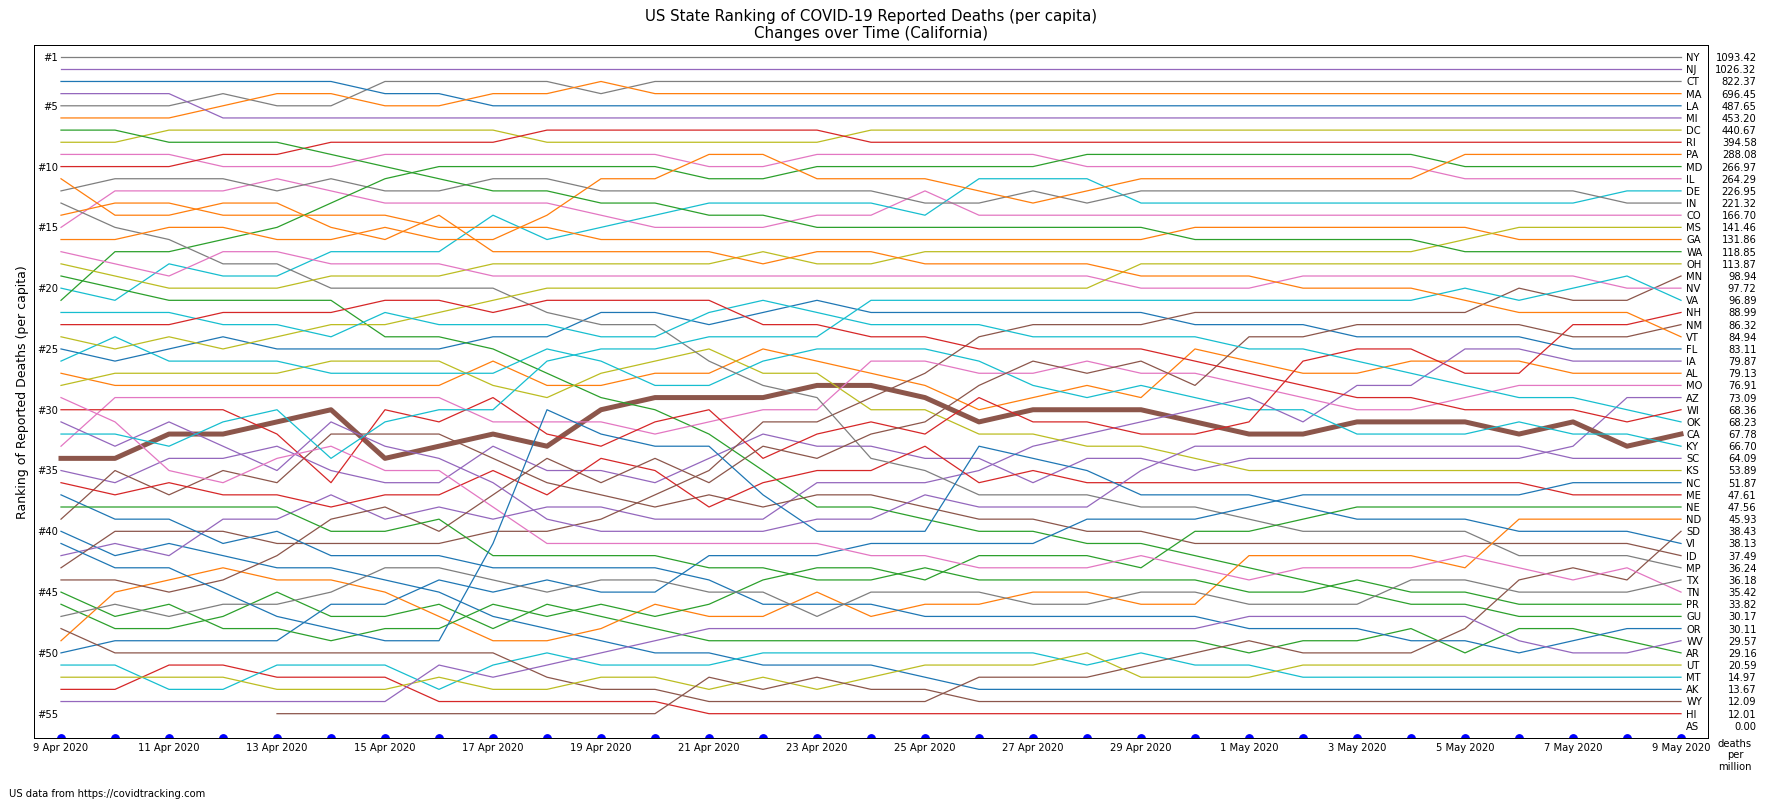 US State Ranking of COVID-19 Reported Deaths (per capita)
Changes over Time (California)
Ranking of Reported Deaths (per capita)
#1
#5
#10
#15
#20
#25
#30
#35
#40
#45
#50
#55
NY 1093.42
NJ 1026.32
CT 822.37
MA 696.45
LA 487.65
MI 453.20
DC 440.67
RI 394.58
PA 288.08
MD 266.97
IL 264.29
DE 226.95
IN 221.32
CO 166.70
MS 141.46
GA 131.86
WA 118.85
OH 113.87
MN 98.94
NV 97.72
VA 96.89
NH 88.99
NM 86.32
VT 84.94
FL 83.11
IA 79.87
AL 79.13
MO 76.91
AZ 73.09
WI 68.36
OK 68.23
CA 67.78
KY 66.70
SC 64.09
KS 53.89
NC 51.87
ME 47.61
NE 47.56
ND 45.93
SD 38.43
VI 38.13
ID 37.49
MP 36.24
TX 36.18
TN 35.42
PR 33.82
GU 30.17
OR 30.11
WV 29.57
AR 29.16
UT 20.59
MT 14.97
AK 13.67
WY 12.09
HI 12.01
AS 0.00
9 Apr 2020 11 Apr 2020 13 Apr 2020 15 Apr 2020 17 Apr 2020 19 Apr 2020 21 Apr 2020 23 Apr 2020 25 Apr 2020 27 Apr 2020 29 Apr 2020 1 May 2020 3 May 2020 5 May 2020 7 May 2020 9 May 2020
deaths
per
million
US data from https://covidtracking.com